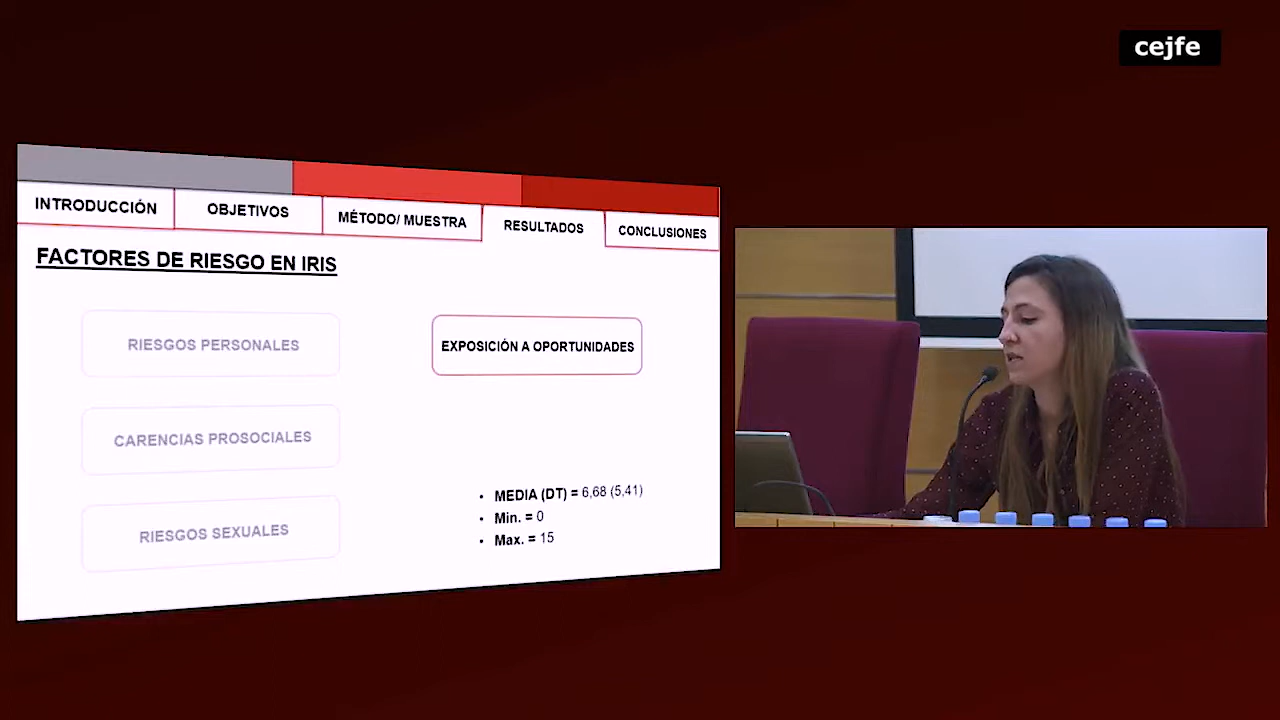 cejfe
INTRODUCCIÓN
OBJETIVOS
MÉTODO/ MUESTRA
RESULTADOS
CONCLUSIONES
FACTORES DE RIESGO EN IRIS
RIESGOS PERSONALES
EXPOSICIÓN A OPORTUNIDADES
CARENCIAS PROSOCIALES
RIESGOS SEXUALES
• MEDIA (DT) = 6,68 (5,41)
• Min. = 0
• Max. = 15